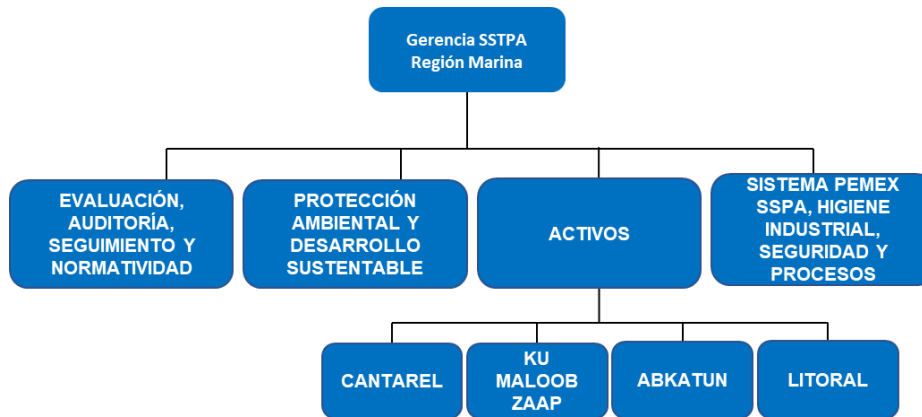 Gerencia SSTPA
Región Marina
EVALUACIÓN,
AUDITORÍA,
SEGUIMIENTO Y
NORMATIVIDAD
PROTECCIÓN
AMBIENTAL Y
DESARROLLO
SUSTENTABLE
ACTIVOS
SISTEMA PEMEX
SSPA, HIGIENE
INDUSTRIAL,
SEGURIDAD Y
PROCESOS
CANTAREL
KU
MALOOB
ZAAP
ABKATUN
LITORAL